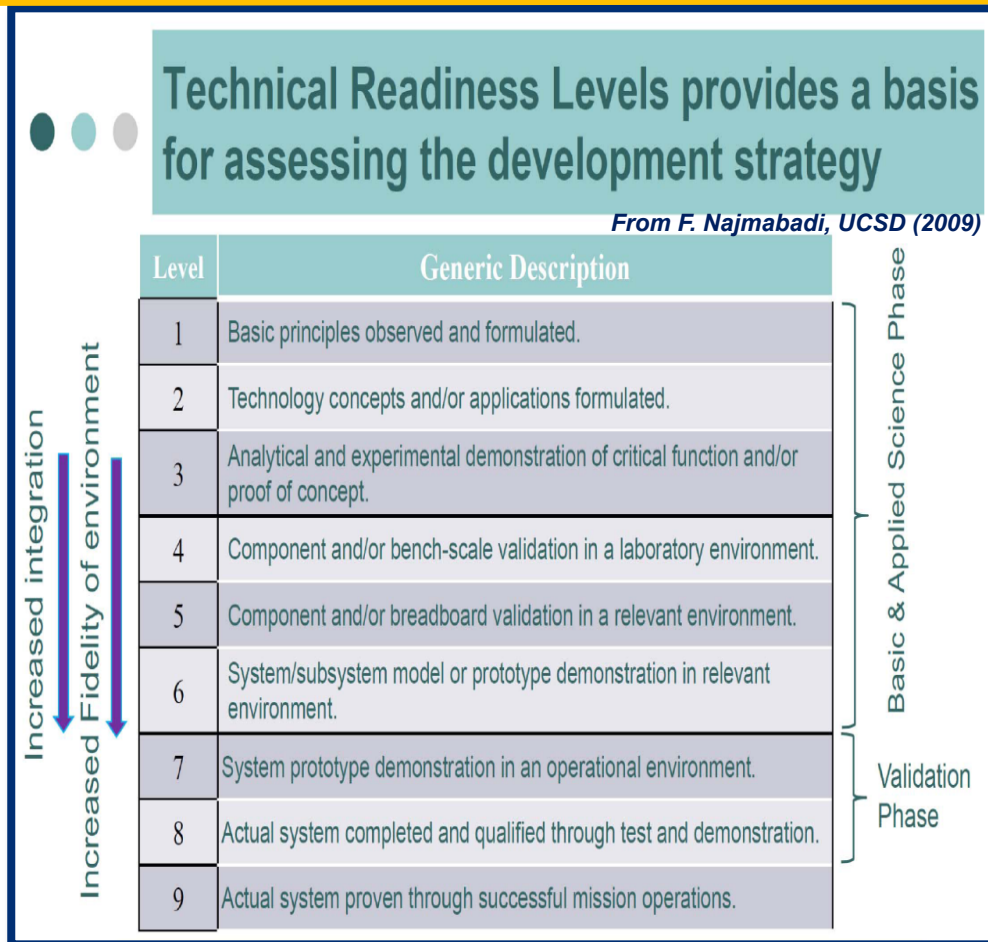 Technical Readiness Levels provides a basis
for assessing the development strategy
From F. Najmabadi, UCSD (2009)
Level Generic Description
1 Basic principles observed and formulated.
2 Technology concepts and/or applications formulated.
3 Analytical and experimental demonstration of critical function and/or
proof of concept.
4 Component and/or bench-scale validation in a laboratory environment.
5 Component and/or breadboard validation in a relevant environment.
6 System/subsystem model or prototype demonstration in relevant
environment.
7 System prototype demonstration in an operational environment.
8 Actual system completed and qualified through test and demonstration.
9 Actual system proven through successful mission operations.
Increased integration
Increased Fidelity of environment
Basic & Applied Science Phase
Validation
Phase